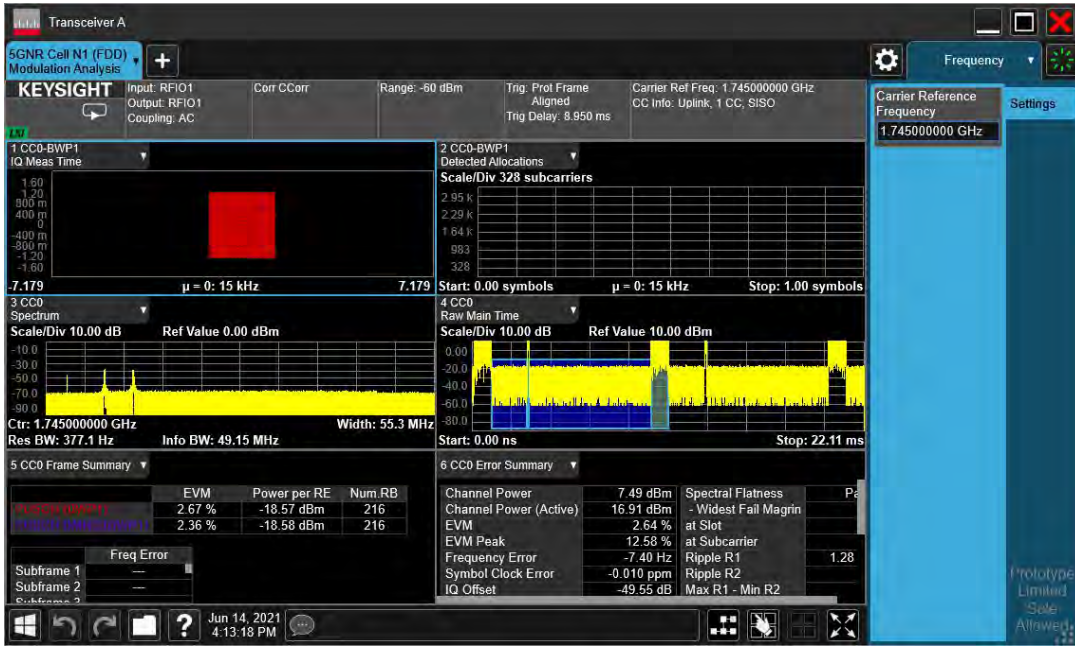 Transceiver A
5GNR Cell N1 (FDD)
Modulation Analysis
Frequency
KEYSIGHT
LXI
Input: RFIO1
Output: RFIO1
Coupling: AC
Corr CCorr
Range: -60 dBm
Trig: Prot Frame
Aligned
Trig Delay: 8.950 ms
Carrier Ref Freq: 1.745000000 GHz
CC Info: Uplink, 1 CC, SISO
Carrier Reference
Frequency
1.745000000 GHz
Settings
1 CC0-BWP1
IQ Meas Time
1.60
1.20
800 m
400 m
0
-400 m
-800 m
-1.20
-1.60
-7.179 µ = 0: 15 kHz 7.179
2 CC0-BWP1
Detected Allocations
Scale/Div 328 subcarriers
2.95 k
2.29 k
1.64 k
983
328
Start: 0.00 symbols µ = 0: 15 kHz Stop: 1.00 symbols
3 CC0
Spectrum
Scale/Div 10.00 dB Ref Value 0.00 dBm
-10.0
-30.0
-50.0
-70.0
-90.0
Ctr: 1.745000000 GHz Width: 55.3 MHz
Res BW: 377.1 Hz Info BW: 49.15 MHz
4 CC0
Raw Main Time
Scale/Div 10.00 dB Ref Value 10.00 dBm
0.00
-20.0
-40.0
-60.0
-80.0
Start: 0.00 ns Stop: 22.11 ms
5 CC0 Frame Summary
EVM Power per RE Num.RB
2.67 % -18.57 dBm 216
2.36 % -18.58 dBm 216
Freq Error
Subframe 1 ---
Subframe 2 ---
Subframe 3
6 CC0 Error Summary
Channel Power 7.49 dBm Spectral Flatness Pa
Channel Power (Active) 16.91 dBm - Widest Fail Magrin
EVM 2.64 % at Slot
EVM Peak 12.58 % at Subcarrier
Frequency Error -7.40 Hz Ripple R1 1.28
Symbol Clock Error -0.010 ppm Ripple R2
IQ Offset -49.55 dB Max R1 - Min R2
Prototype
Limited
Sale
Allowed
Jun 14, 2021
4:13:18 PM